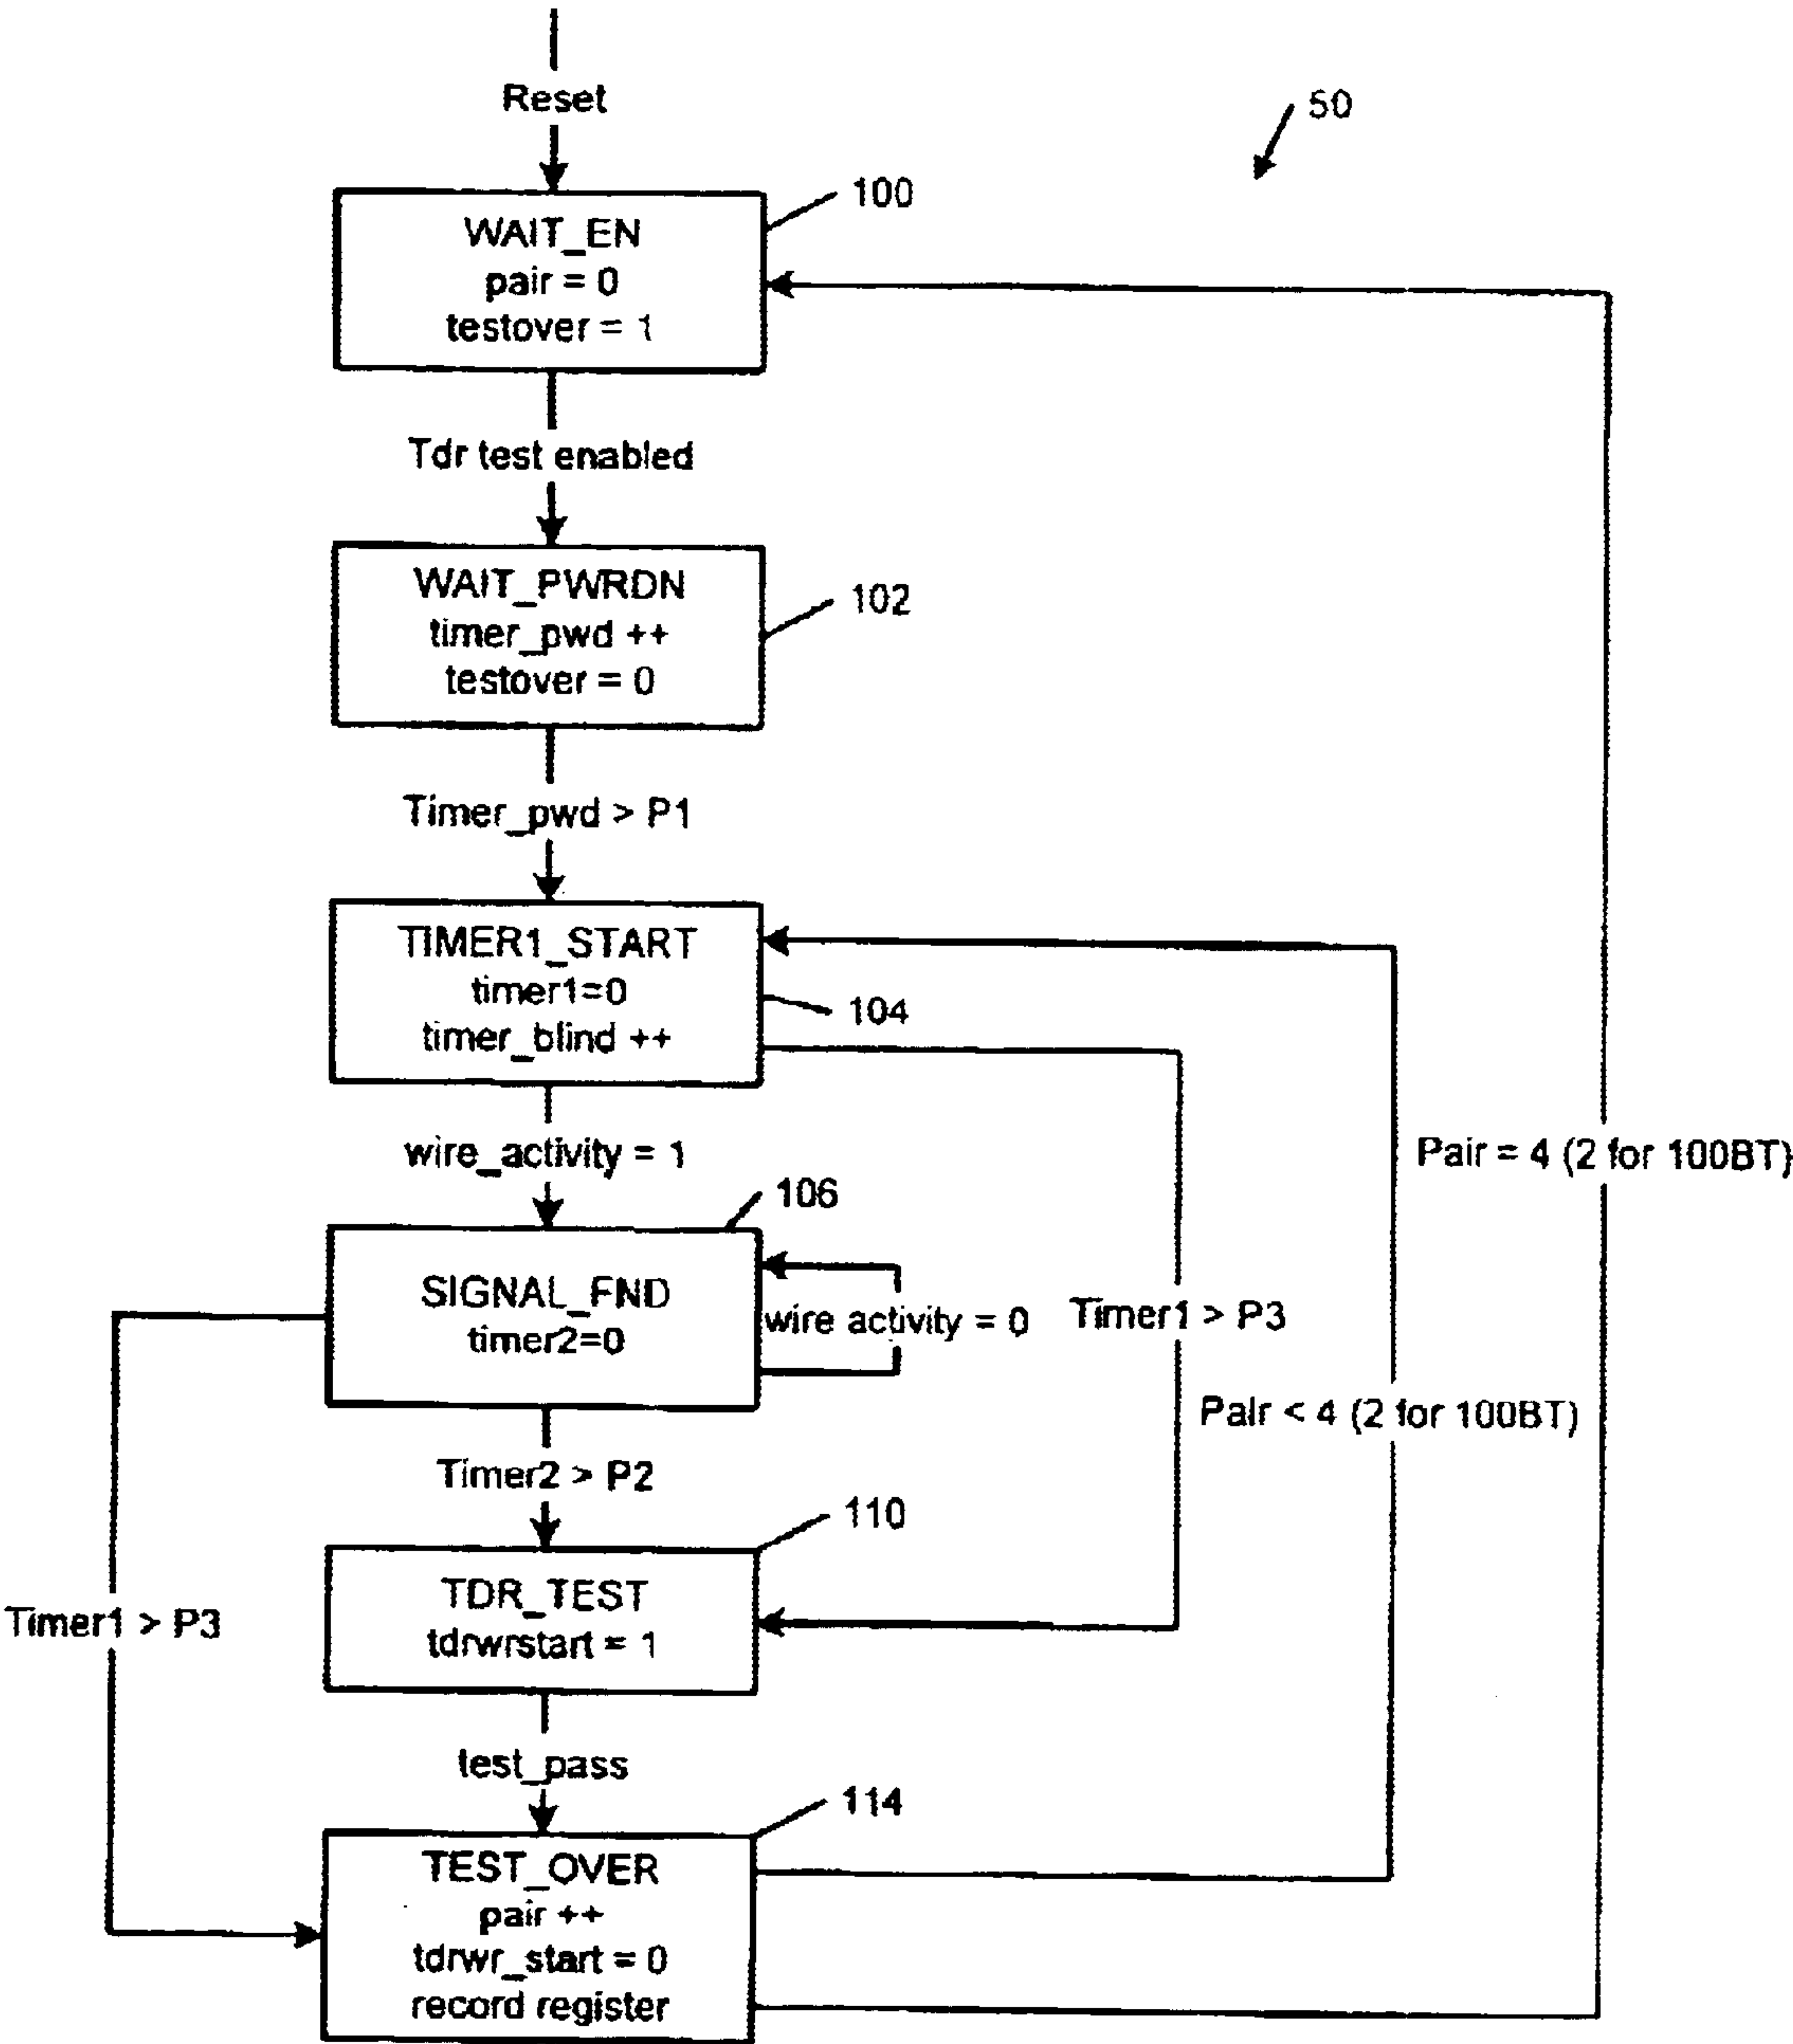 Reset
50
100
WAIT_EN
pair = 0
testover = 1
Tdr test enabled
WAIT_PWRDN
timer_pwd ++
testover = 0
102
Timer_pwd > P1
TIMER1_START
timer1=0
timer_blind ++
104
wire_activity = 1
Pair = 4 (2 for 100BT)
106
SIGNAL_FND
timer2=0
wire activity = 0
Timer1 > P3
Pair < 4 (2 for 100BT)
Timer2 > P2
110
TDR_TEST
tdrwrstart = 1
Timer1 > P3
test_pass
114
TEST_OVER
pair ++
tdrwr_start = 0
record register